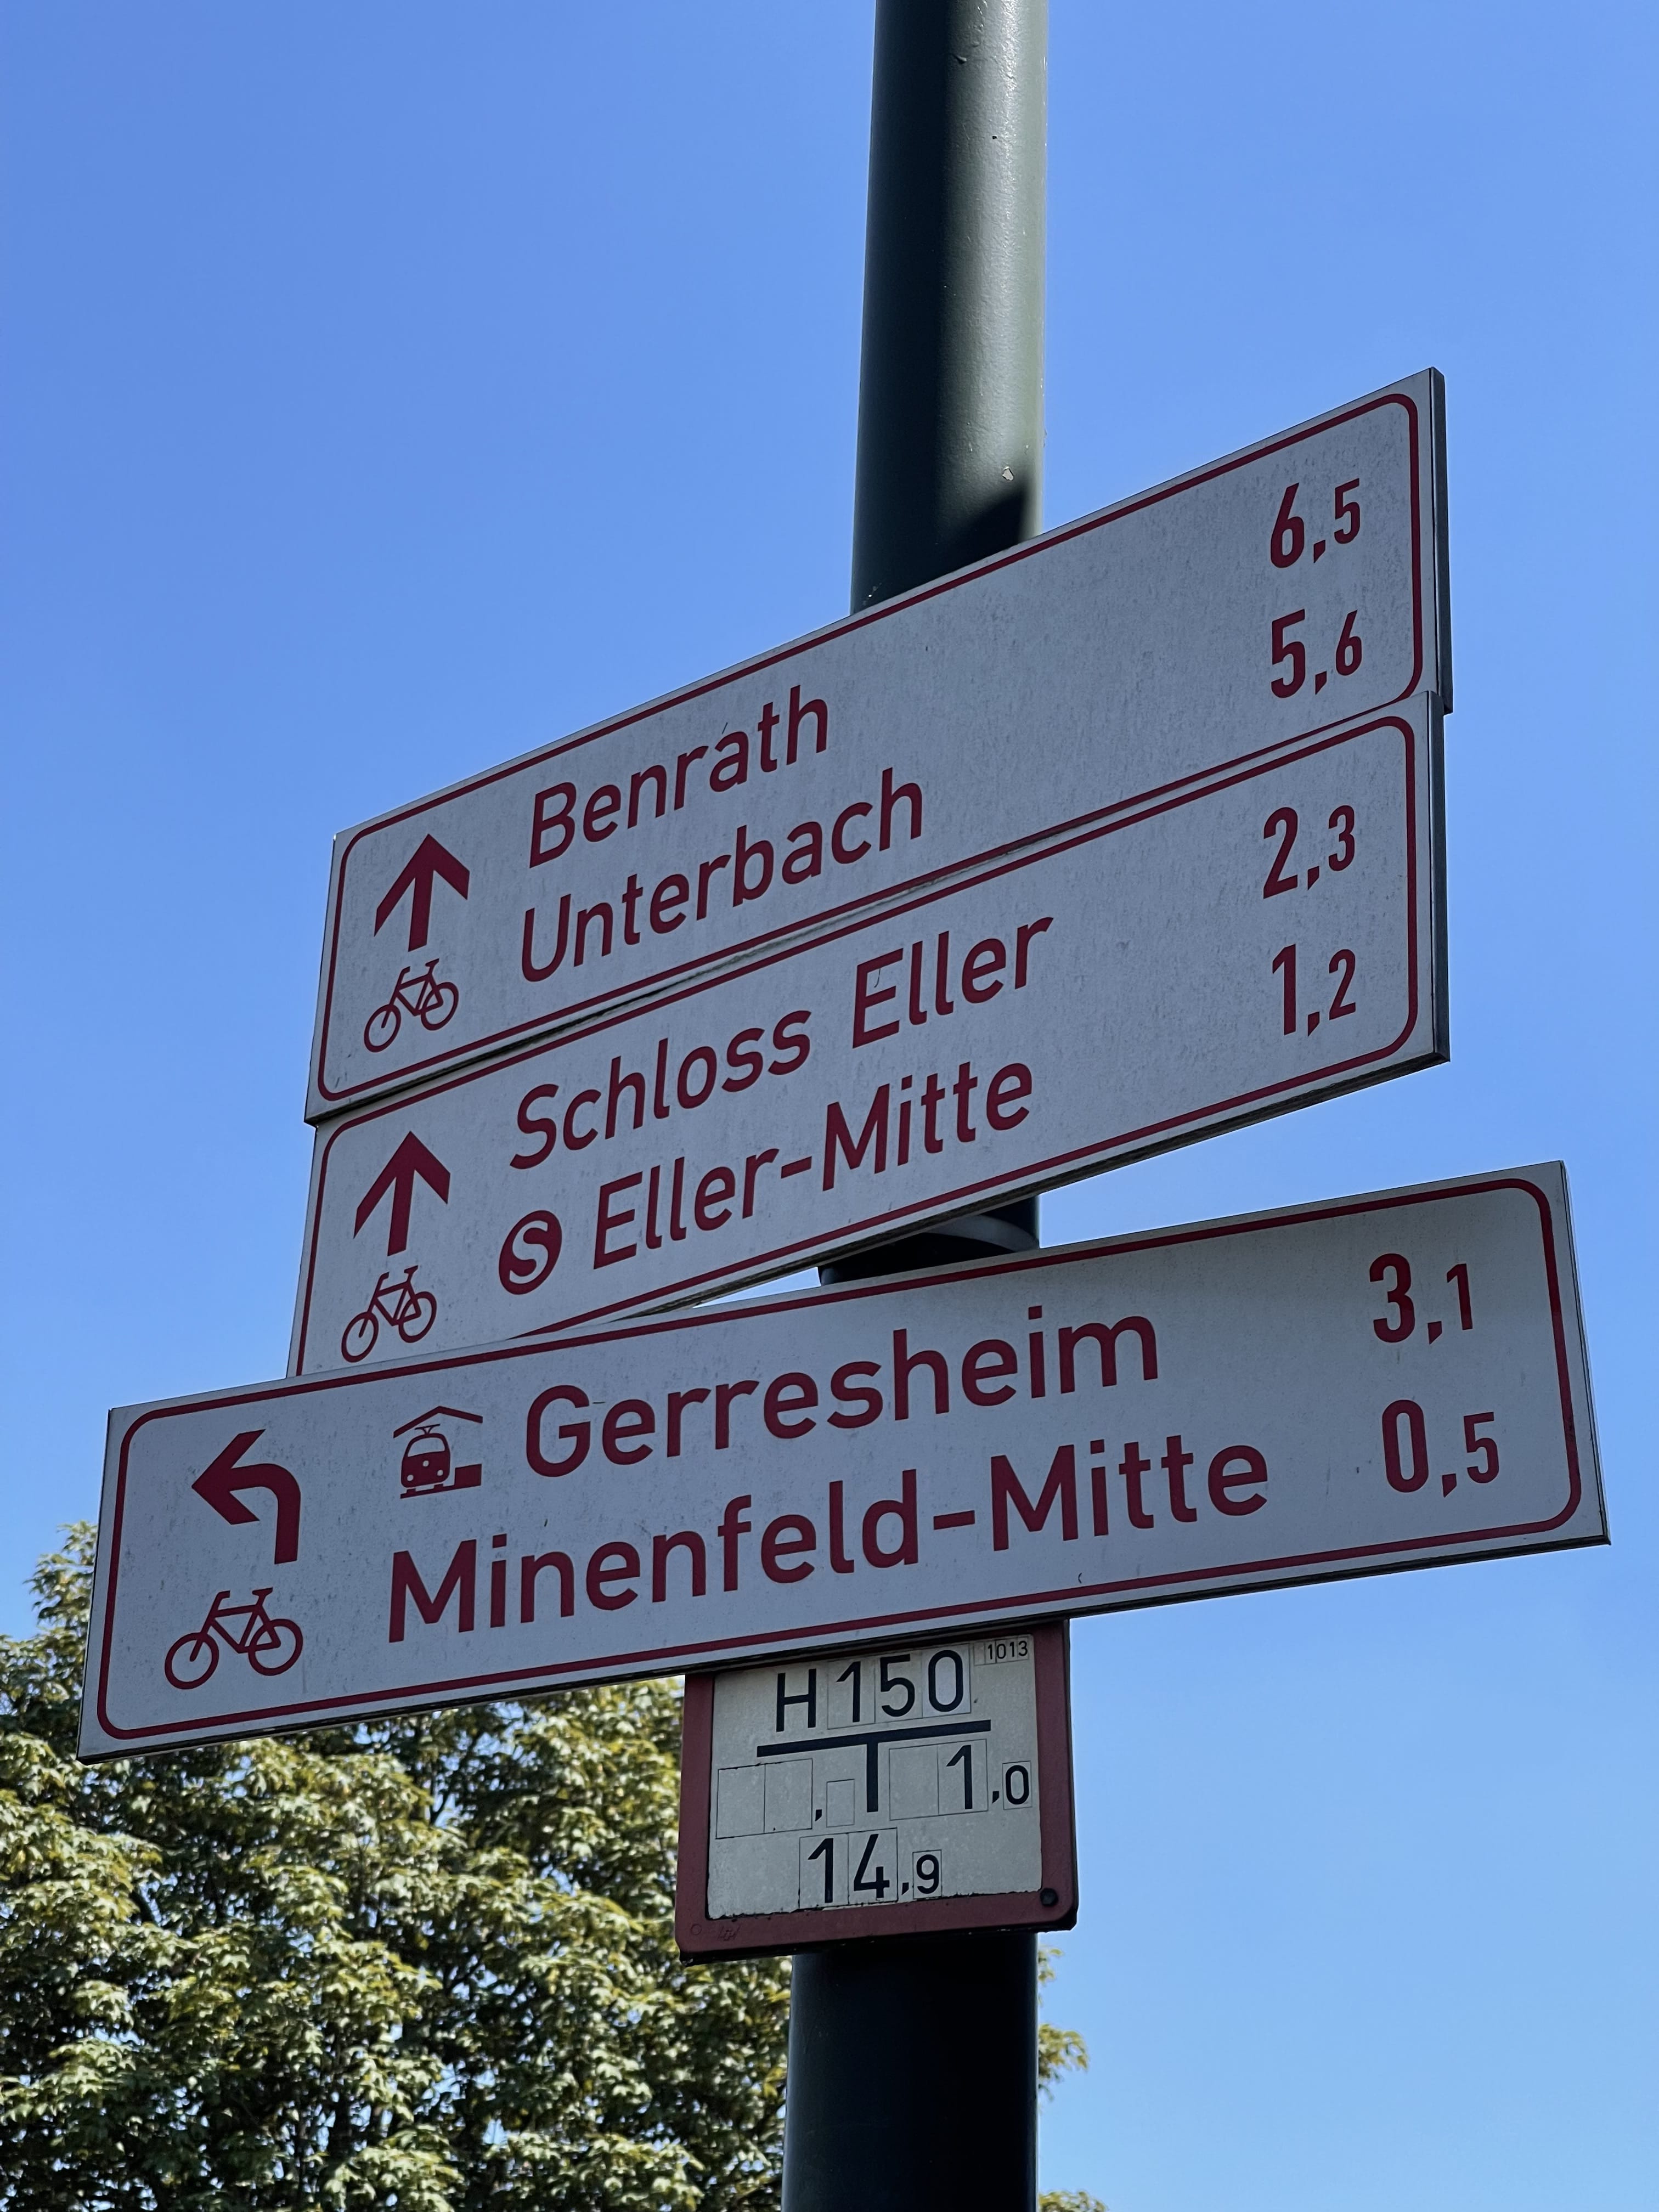 Benrath 6,5
Unterbach 5,6
Schloss Eller 2,3
S Eller-Mitte 1,2
Gerresheim 3,1
Minenfeld-Mitte 0,5
1013
H150
, 1,0
14,9